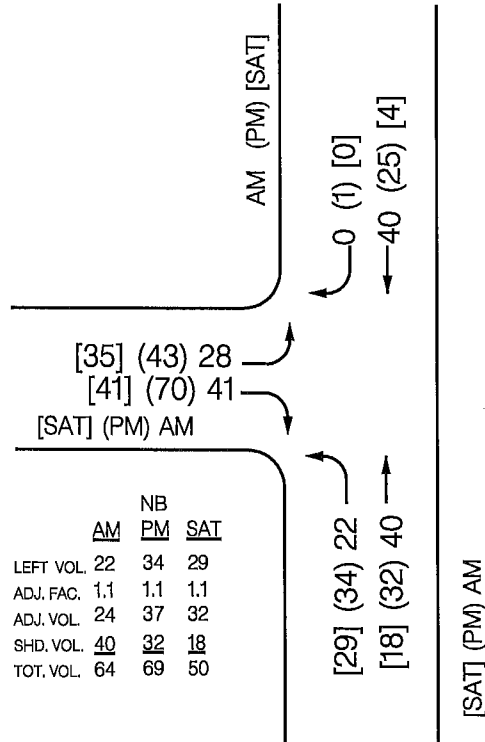 AM (PM) [SAT]
0 (1) [0]
40 (25) [4]
[35] (43) 28
[41] (70) 41
[SAT] (PM) AM
NB
AM PM SAT
LEFT VOL. 22 34 29
ADJ. FAC. 1.1 1.1 1.1
ADJ. VOL. 24 37 32
SHD. VOL. 40 32 18
TOT. VOL. 64 69 50
[29] (34) 22
[18] (32) 40
[SAT] (PM) AM